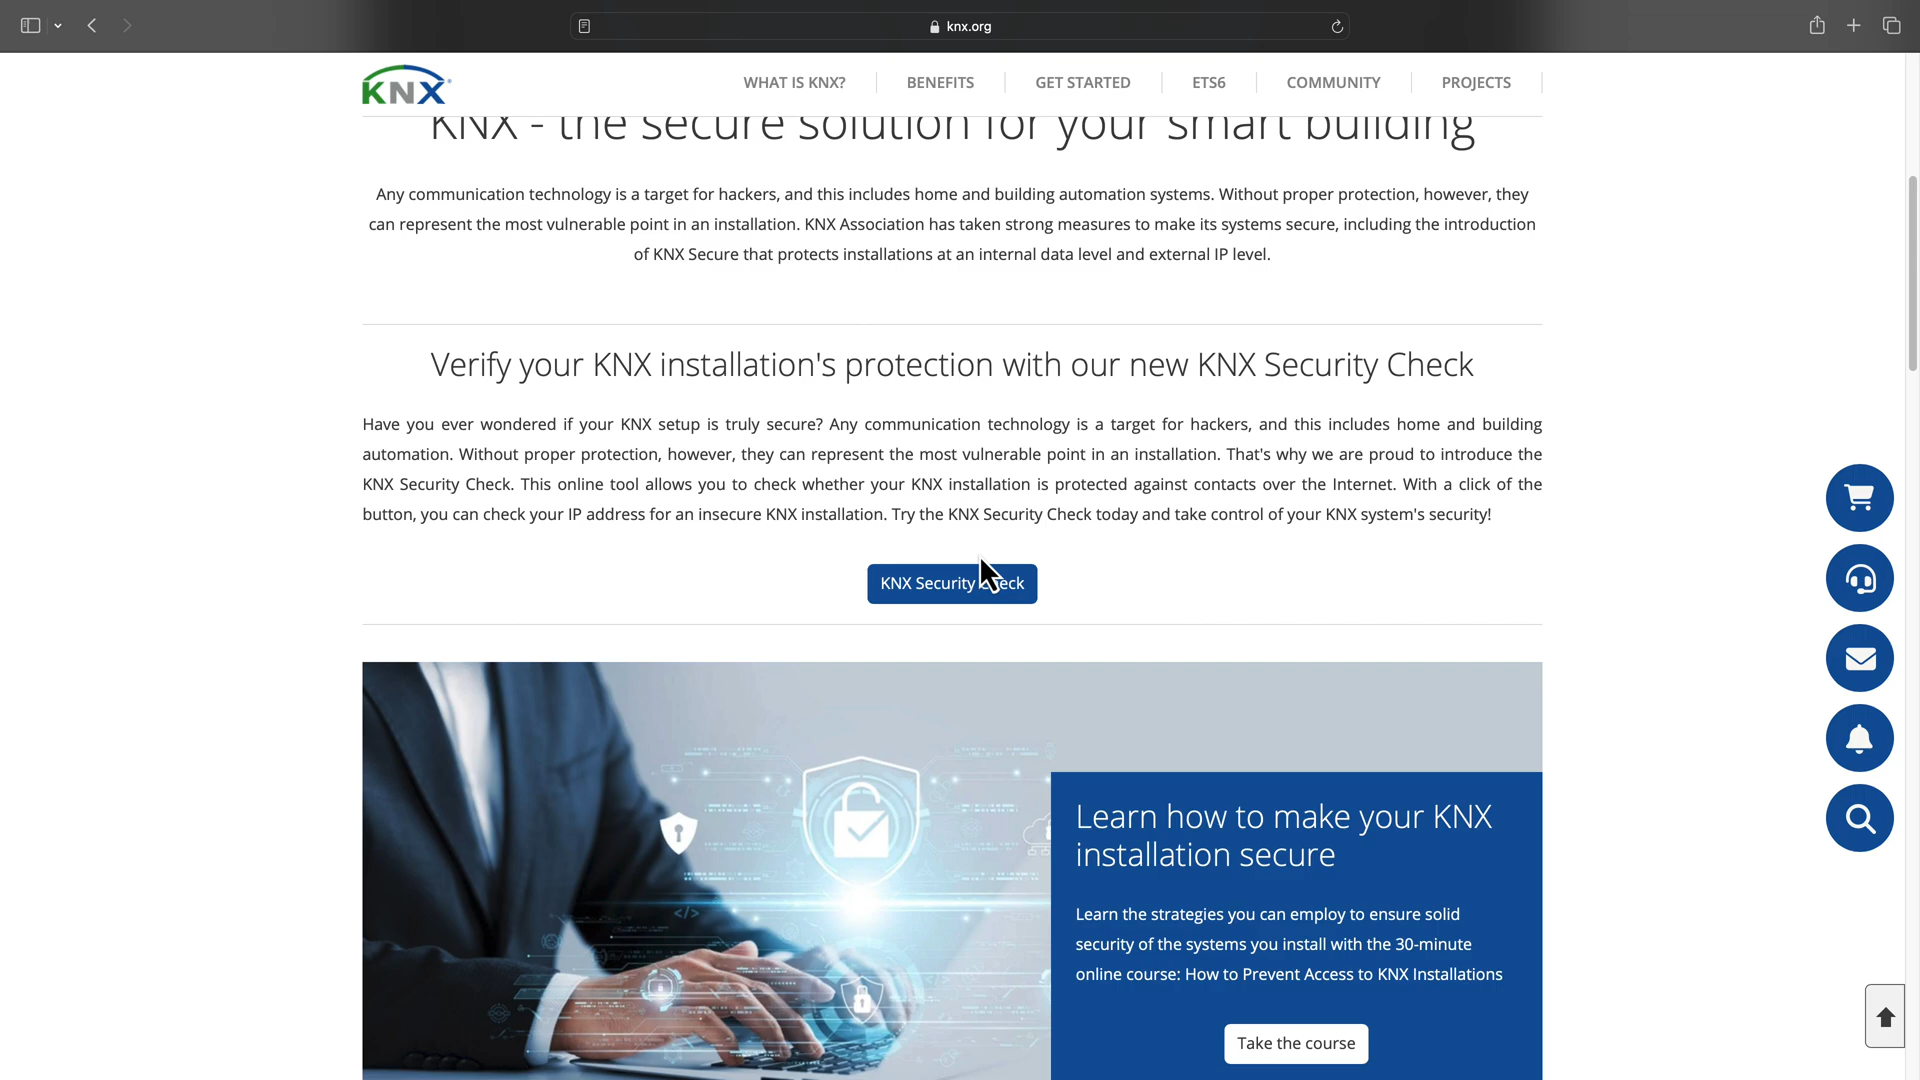 knx.org
KNX
WHAT IS KNX?
BENEFITS
GET STARTED
ETS6
COMMUNITY
PROJECTS
KNX - the secure solution for your smart building
Any communication technology is a target for hackers, and this includes home and building automation systems. Without proper protection, however, they
can represent the most vulnerable point in an installation. KNX Association has taken strong measures to make its systems secure, including the introduction
of KNX Secure that protects installations at an internal data level and external IP level.
Verify your KNX installation's protection with our new KNX Security Check
Have you ever wondered if your KNX setup is truly secure? Any communication technology is a target for hackers, and this includes home and building
automation. Without proper protection, however, they can represent the most vulnerable point in an installation. That's why we are proud to introduce the
KNX Security Check. This online tool allows you to check whether your KNX installation is protected against contacts over the Internet. With a click of the
button, you can check your IP address for an insecure KNX installation. Try the KNX Security Check today and take control of your KNX system's security!
KNX Security Check
Learn how to make your KNX
installation secure
Learn the strategies you can employ to ensure solid
security of the systems you install with the 30-minute
online course: How to Prevent Access to KNX Installations
Take the course